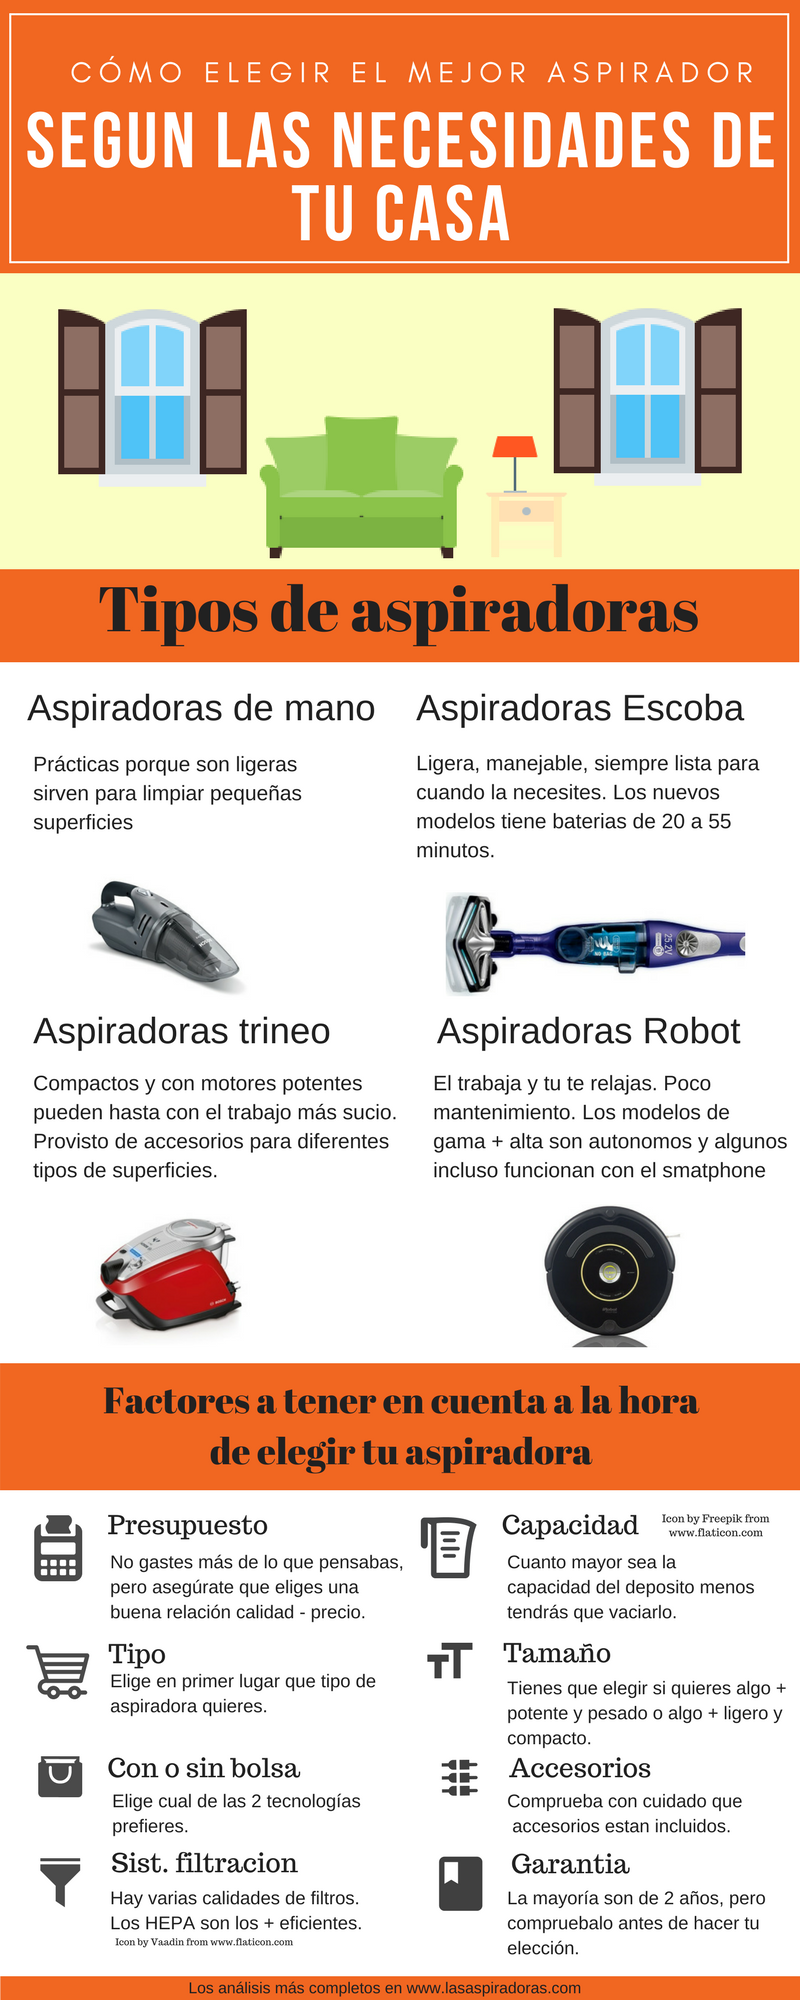 CÓMO ELEGIR EL MEJOR ASPIRADOR
SEGUN LAS NECESIDADES DE
TU CASA
Tipos de aspiradoras
Aspiradoras de mano
Prácticas porque son ligeras
sirven para limpiar pequeñas
superficies
Aspiradoras Escoba
Ligera, manejable, siempre lista para
cuando la necesites. Los nuevos
modelos tiene baterias de 20 a 55
minutos.
25.2V
Aspiradoras trineo
Compactos y con motores potentes
pueden hasta con el trabajo más sucio.
Provisto de accesorios para diferentes
tipos de superficies.
Aspiradoras Robot
El trabaja y tu te relajas. Poco
mantenimiento. Los modelos de
gama + alta son autonomos y algunos
incluso funcionan con el smatphone
Factores a tener en cuenta a la hora
de elegir tu aspiradora
Presupuesto
No gastes más de lo que pensabas,
pero asegúrate que eliges una
buena relación calidad - precio.
Capacidad
Icon by Freepik from
www.flaticon.com
Cuanto mayor sea la
capacidad del deposito menos
tendrás que vaciarlo.
Tipo
Elige en primer lugar que tipo de
aspiradora quieres.
Tamaño
Tienes que elegir si quieres algo +
potente y pesado o algo + ligero y
compacto.
Con o sin bolsa
Elige cual de las 2 tecnologías
prefieres.
Accesorios
Comprueba con cuidado que
accesorios estan incluidos.
Sist. filtracion
Hay varias calidades de filtros.
Los HEPA son los + eficientes.
Icon by Vaadin from www.flaticon.com
Garantia
La mayoría son de 2 años, pero
compruebalo antes de hacer tu
elección.
Los análisis más completos en www.lasaspiradoras.com